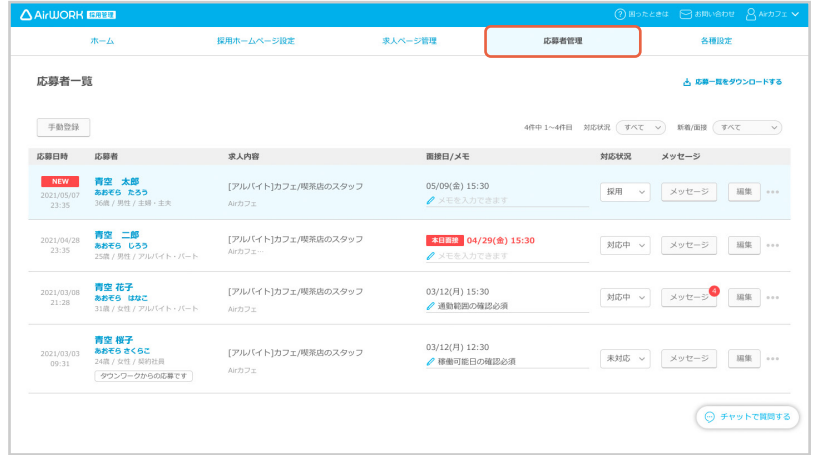 AirWORK 採用管理 困ったときは お問い合わせ Airカフェ
ホーム 採用ホームページ設定 求人ページ管理 応募者管理 各種設定
応募者一覧 応募一覧をダウンロードする
手動登録 4件中 1～4件目 対応状況 すべて 新着/面接 すべて
応募日時 応募者 求人内容 面接日/メモ 対応状況 メッセージ
NEW 青空 太郎
2021/05/07 あおぞら たろう [アルバイト]カフェ/喫茶店のスタッフ 05/09(金) 15:30 採用 メッセージ 編集
23:35 36歳 / 男性 / 主婦・主夫 Airカフェ メモを入力できます
青空 二郎
2021/04/28 あおぞら じろう [アルバイト]カフェ/喫茶店のスタッフ 本日面接 04/29(金) 15:30 対応中 メッセージ 編集
23:35 25歳 / 男性 / アルバイト・パート Airカフェ… メモを入力できます
青空 花子
2021/03/08 あおぞら はなこ [アルバイト]カフェ/喫茶店のスタッフ 03/12(月) 15:30 対応中 メッセージ 4 編集
21:28 31歳 / 女性 / アルバイト・パート Airカフェ 通勤範囲の確認必須
青空 桜子
2021/03/03 あおぞら さくらこ [アルバイト]カフェ/喫茶店のスタッフ 03/12(月) 12:30 未対応 メッセージ 編集
09:31 24歳 / 女性 / 契約社員 Airカフェ 稼働可能日の確認必須
タウンワークからの応募です
チャットで質問する